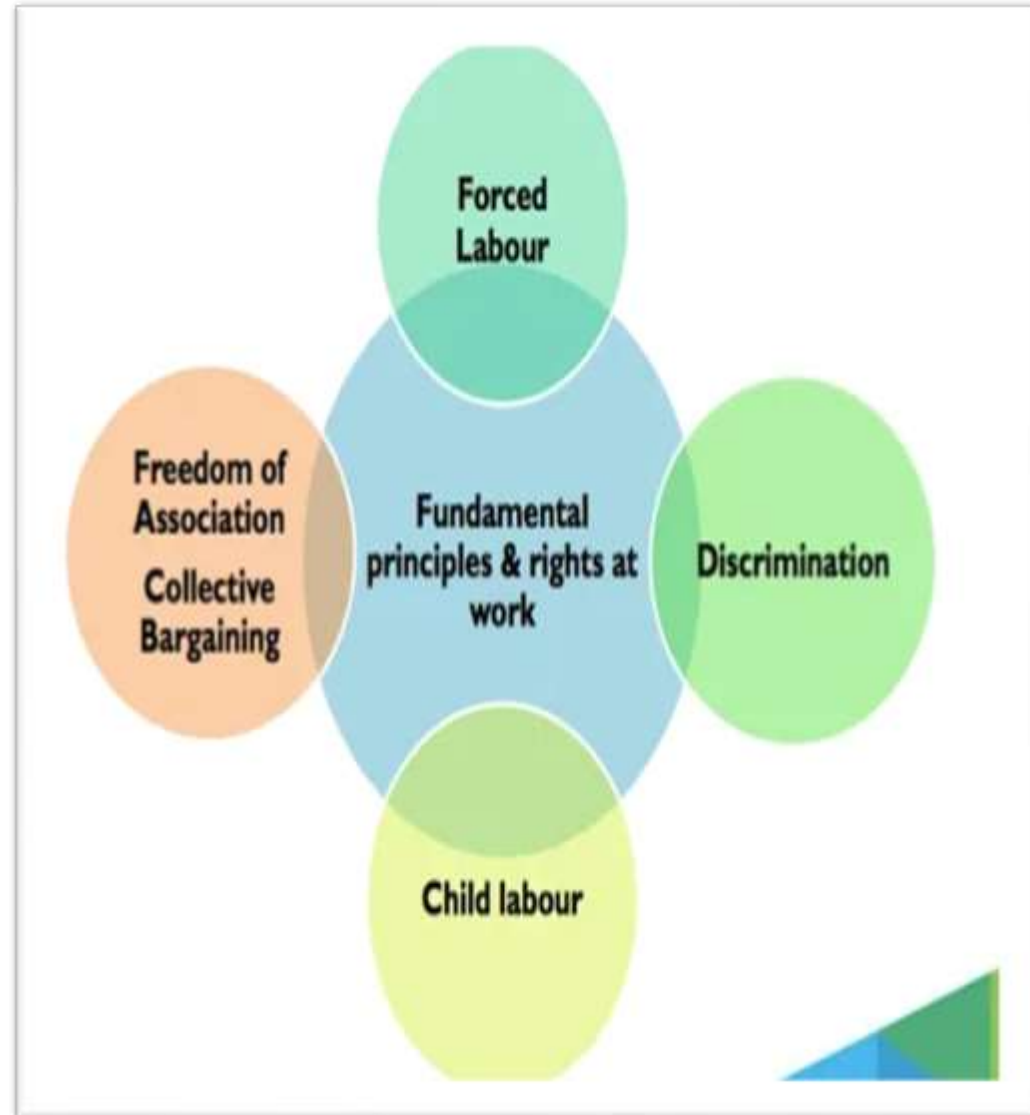 Forced
Labour
Freedom of
Association
Collective
Bargaining
Fundamental
principles & rights at
work
Discrimination
Child labour